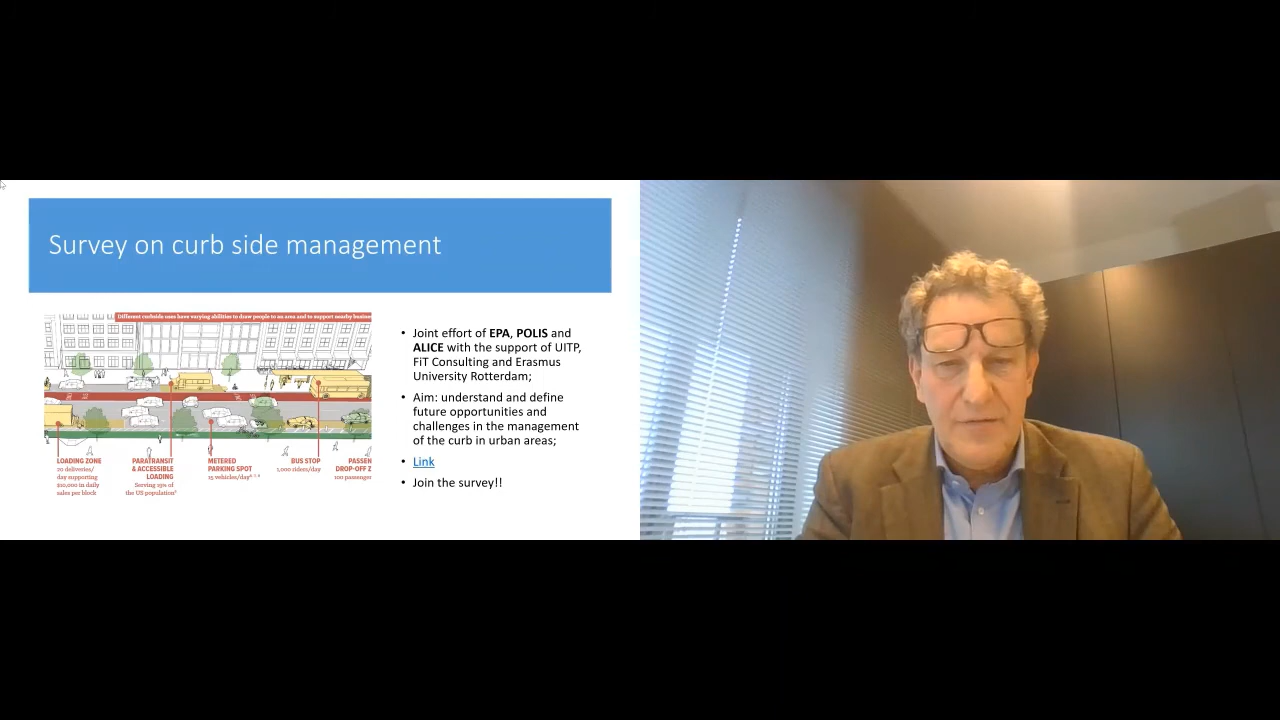 Survey on curb side management
Different curbside uses have varying abilities to draw people to an area and to support nearby busines
LOADING ZONE
20 deliveries/
day supporting
$10,000 in daily
sales per block
PARATRANSIT
& ACCESSIBLE
LOADING
Serving 19% of
the US population
METERED
PARKING SPOT
15 vehicles/day
BUS STOP
1,000 riders/day
PASSEN
DROP-OFF Z
100 passenger
• Joint effort of EPA, POLIS and
ALICE with the support of UITP,
FiT Consulting and Erasmus
University Rotterdam;
• Aim: understand and define
future opportunities and
challenges in the management
of the curb in urban areas;
• Link
• Join the survey!!